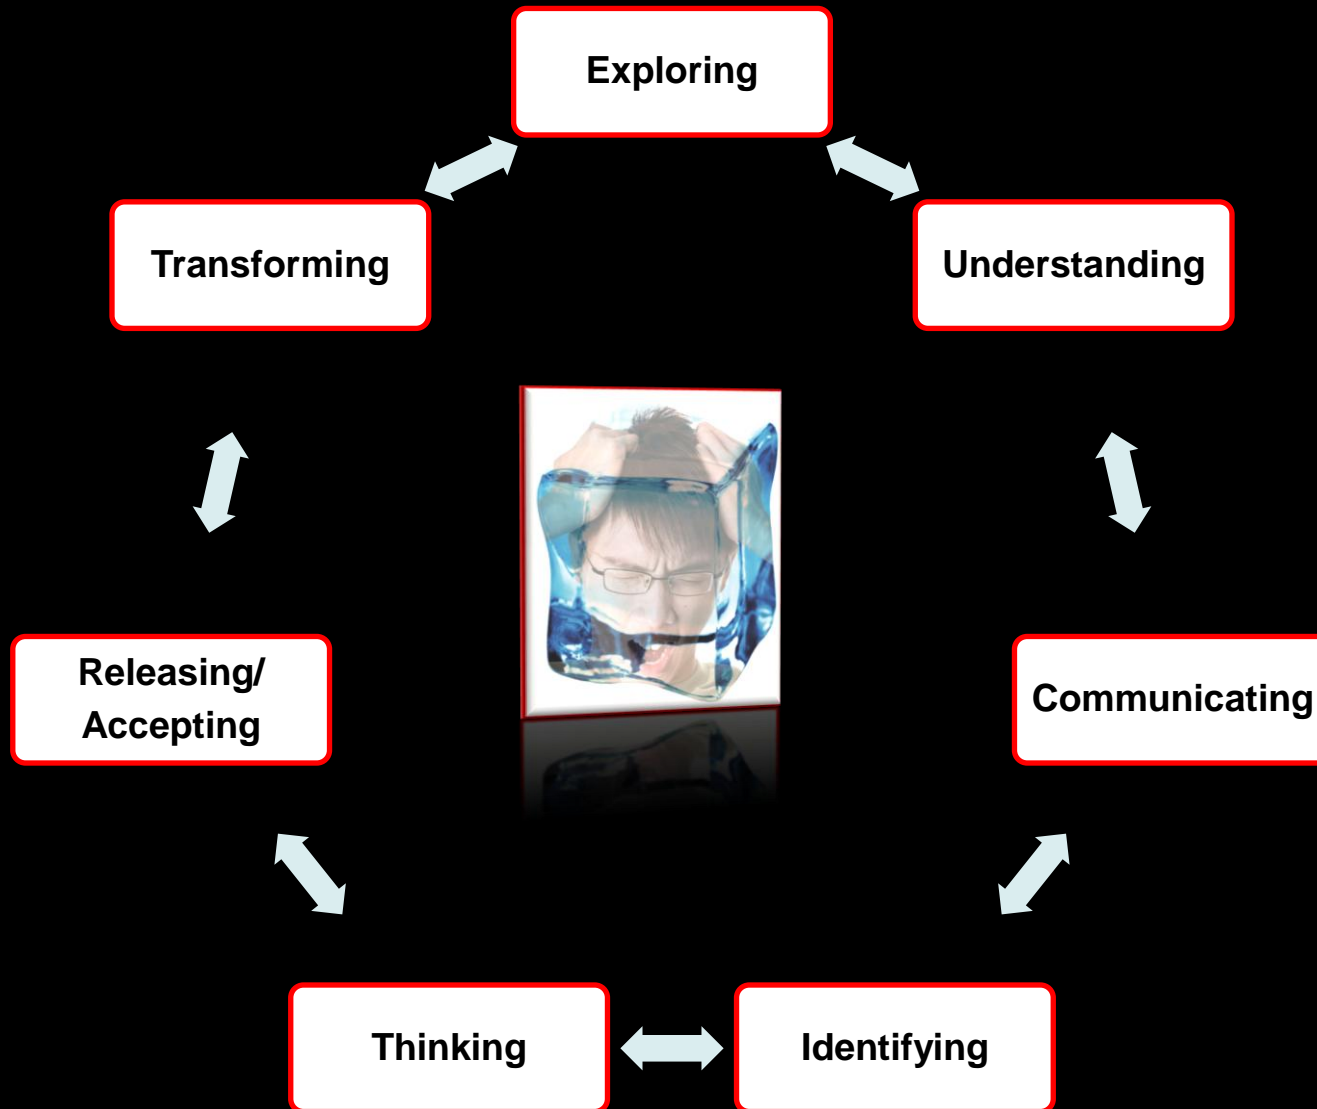 Exploring
Transforming
Understanding
Releasing/
Accepting
Communicating
Thinking
Identifying